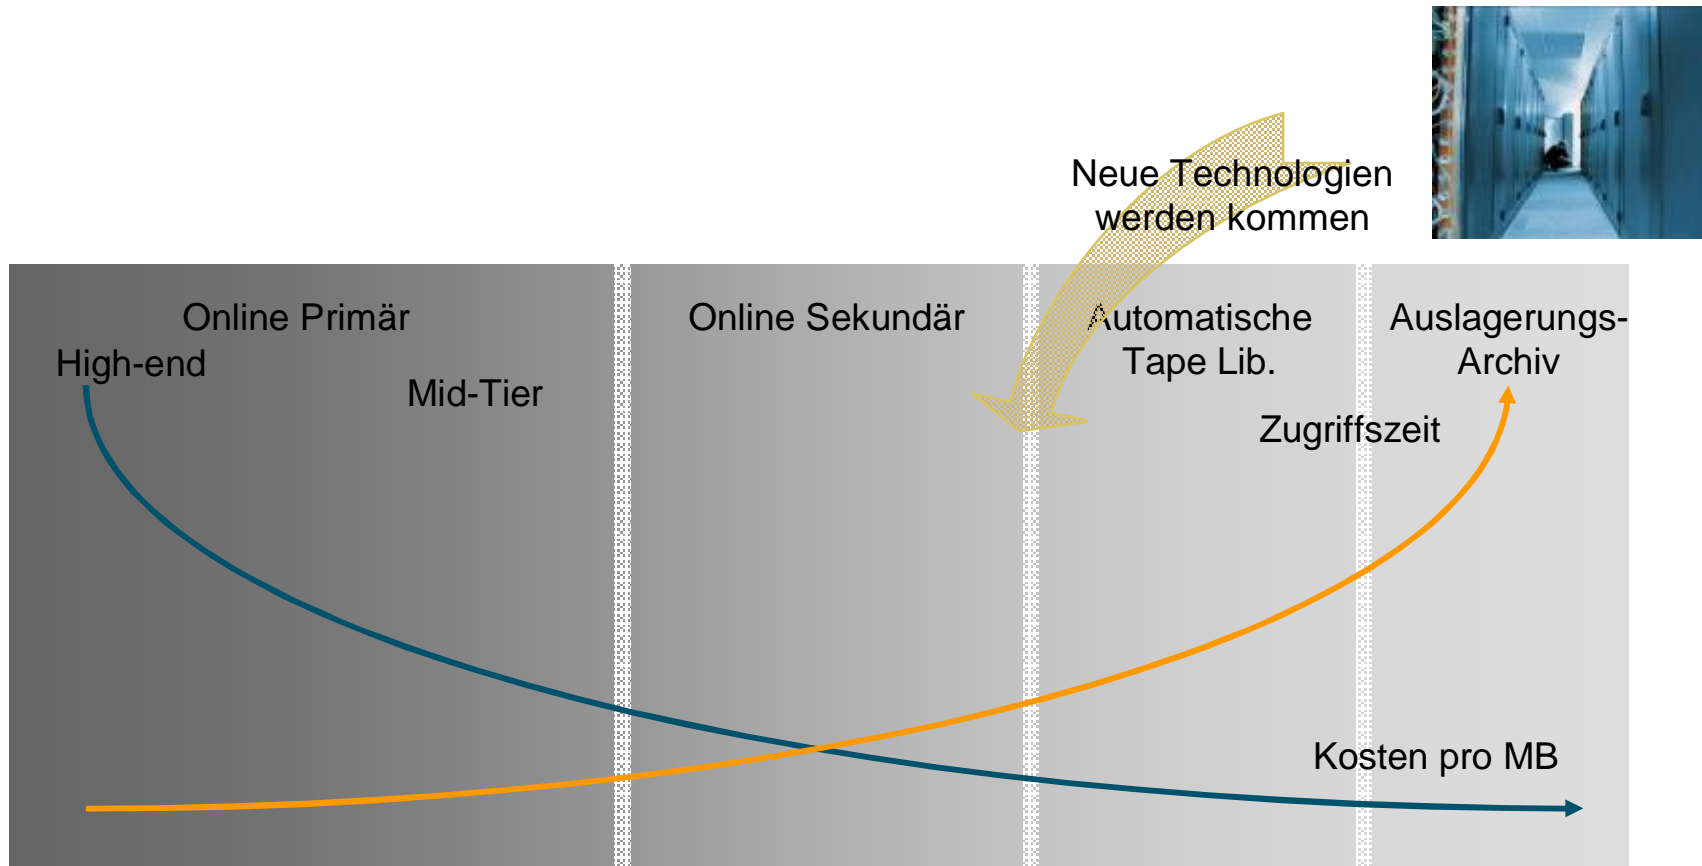 Neue Technologien
werden kommen
Online Primär
Online Sekundär
Automatische
Tape Lib.
Auslagerungs-
Archiv
High-end
Mid-Tier
Zugriffszeit
Kosten pro MB